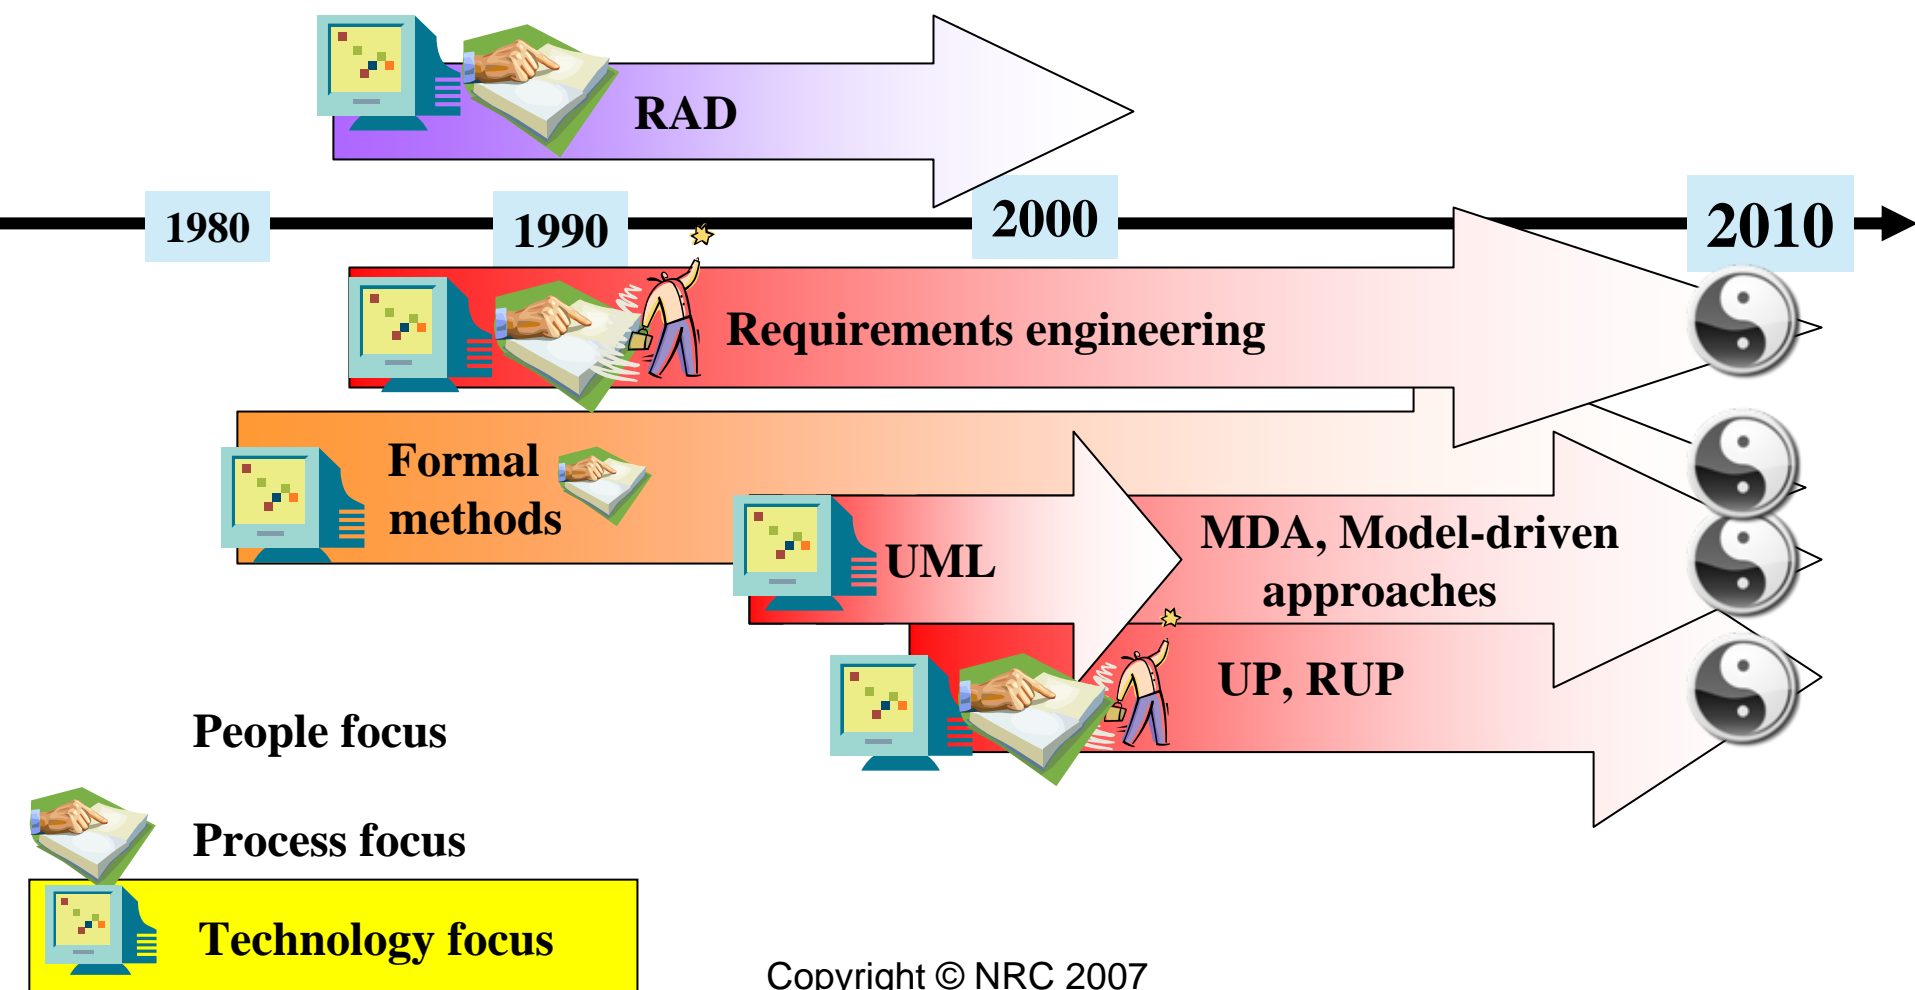 RAD
1980
1990
2000
2010
Requirements engineering
Formal
methods
UML
MDA, Model-driven
approaches
UP, RUP
People focus
Process focus
Technology focus
Copyright © NRC 2007